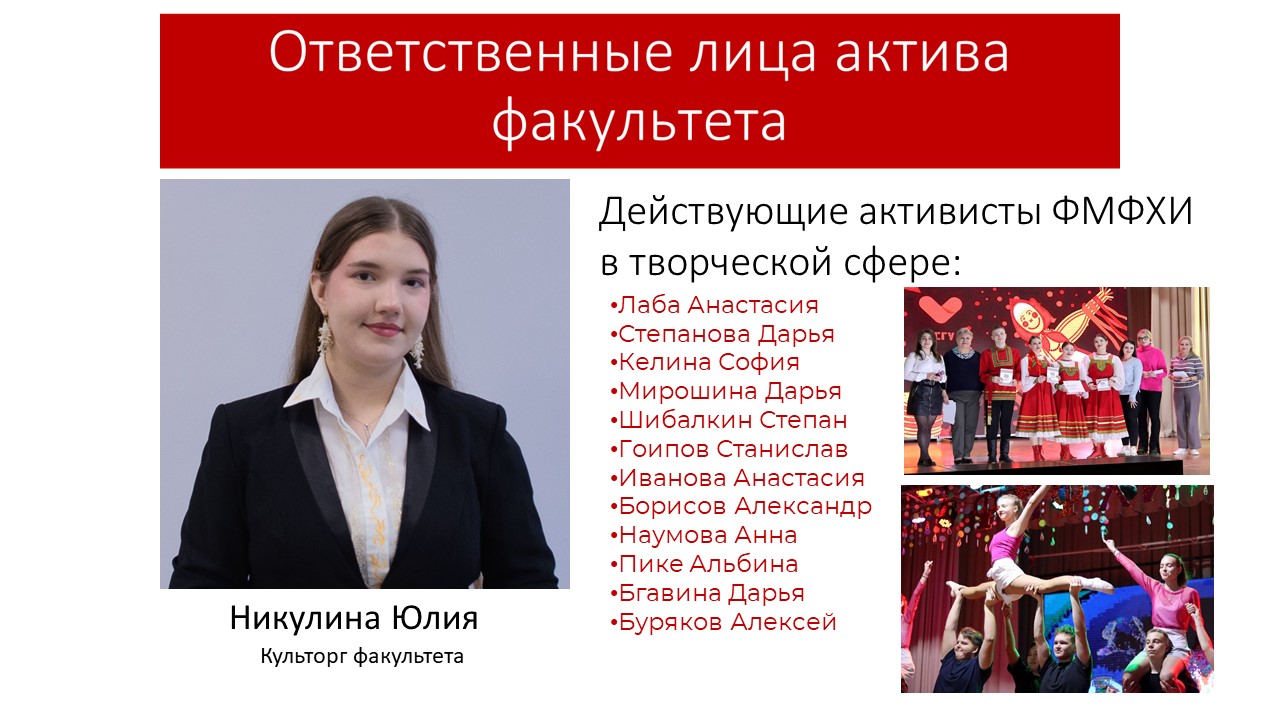 Ответственные лица актива
факультета
Действующие активисты ФМФХИ
в творческой сфере:
•Лаба Анастасия
•Степанова Дарья
•Келина София
•Мирошина Дарья
•Шибалкин Степан
•Гоипов Станислав
•Иванова Анастасия
•Борисов Александр
•Наумова Анна
•Пике Альбина
•Бгавина Дарья
•Буряков Алексей
Никулина Юлия
Культорг факультета